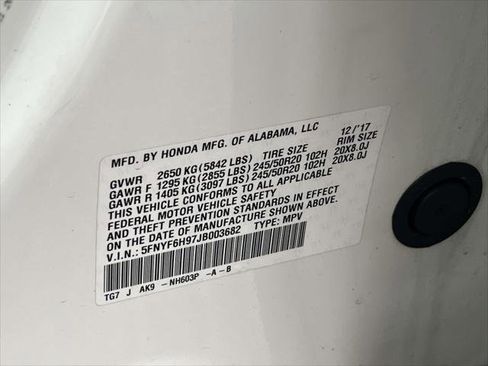 MFD. BY HONDA MFG. OF ALABAMA, LLC 12/'17
GVWR 2650 KG(5842 LBS) TIRE SIZE RIM SIZE
GAWR F 1295 KG(2855 LBS) 245/50R20 102H 20X8.0J
GAWR R 1405 KG(3097 LBS) 245/50R20 102H 20X8.0J
THIS VEHICLE CONFORMS TO ALL APPLICABLE
FEDERAL MOTOR VEHICLE SAFETY
AND THEFT PREVENTION STANDARDS IN EFFECT
ON THE DATE OF MANUFACTURE SHOWN ABOVE.
V.I.N.: 5FNYF6H97JB003682 TYPE: MPV
TG7 J AK9 -NH603P -A-B